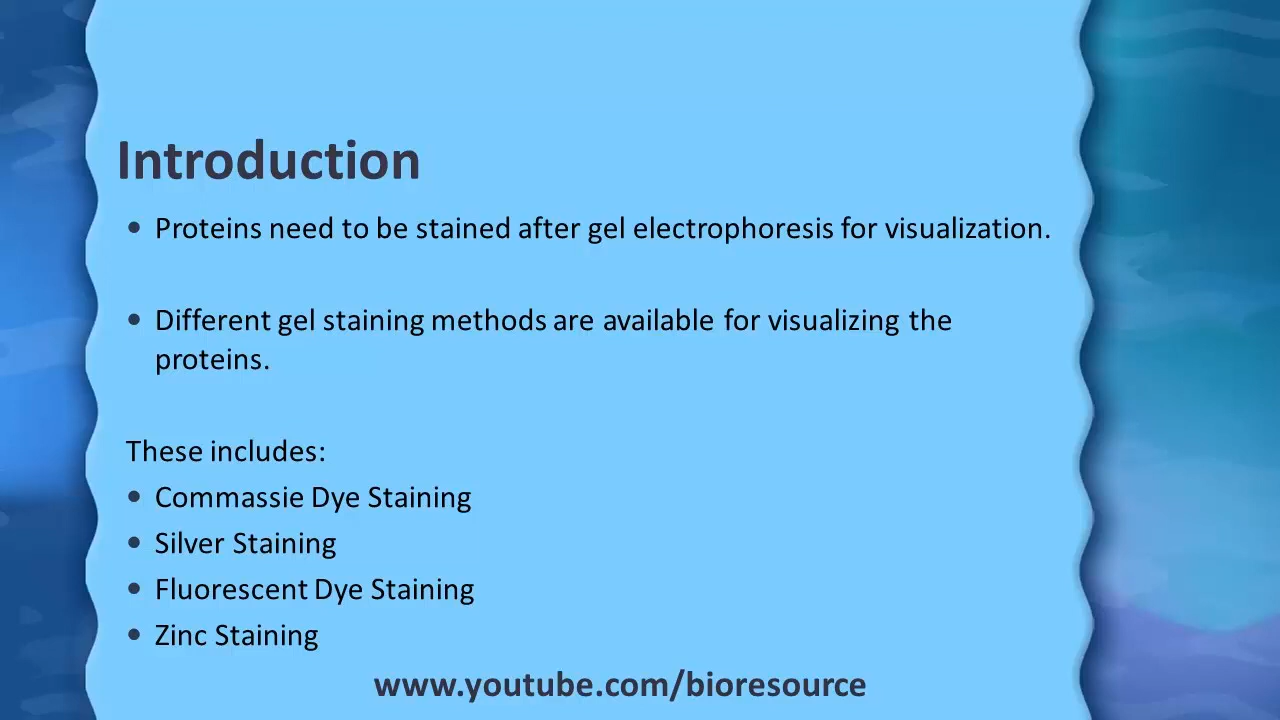 Introduction
• Proteins need to be stained after gel electrophoresis for visualization.
• Different gel staining methods are available for visualizing the
proteins.
These includes:
• Commassie Dye Staining
• Silver Staining
• Fluorescent Dye Staining
• Zinc Staining
www.youtube.com/bioresource